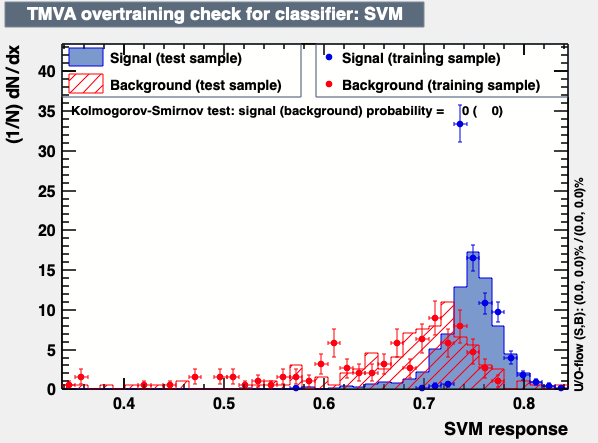 TMVA overtraining check for classifier: SVM
(1/N) dN / dx
Signal (test sample)
Background (test sample)
Signal (training sample)
Background (training sample)
Kolmogorov-Smirnov test: signal (background) probability = 0 ( 0)
40
35
30
25
20
15
10
5
0
0.4 0.5 0.6 0.7 0.8
SVM response
U/O-flow (S,B): (0.0, 0.0)% / (0.0, 0.0)%